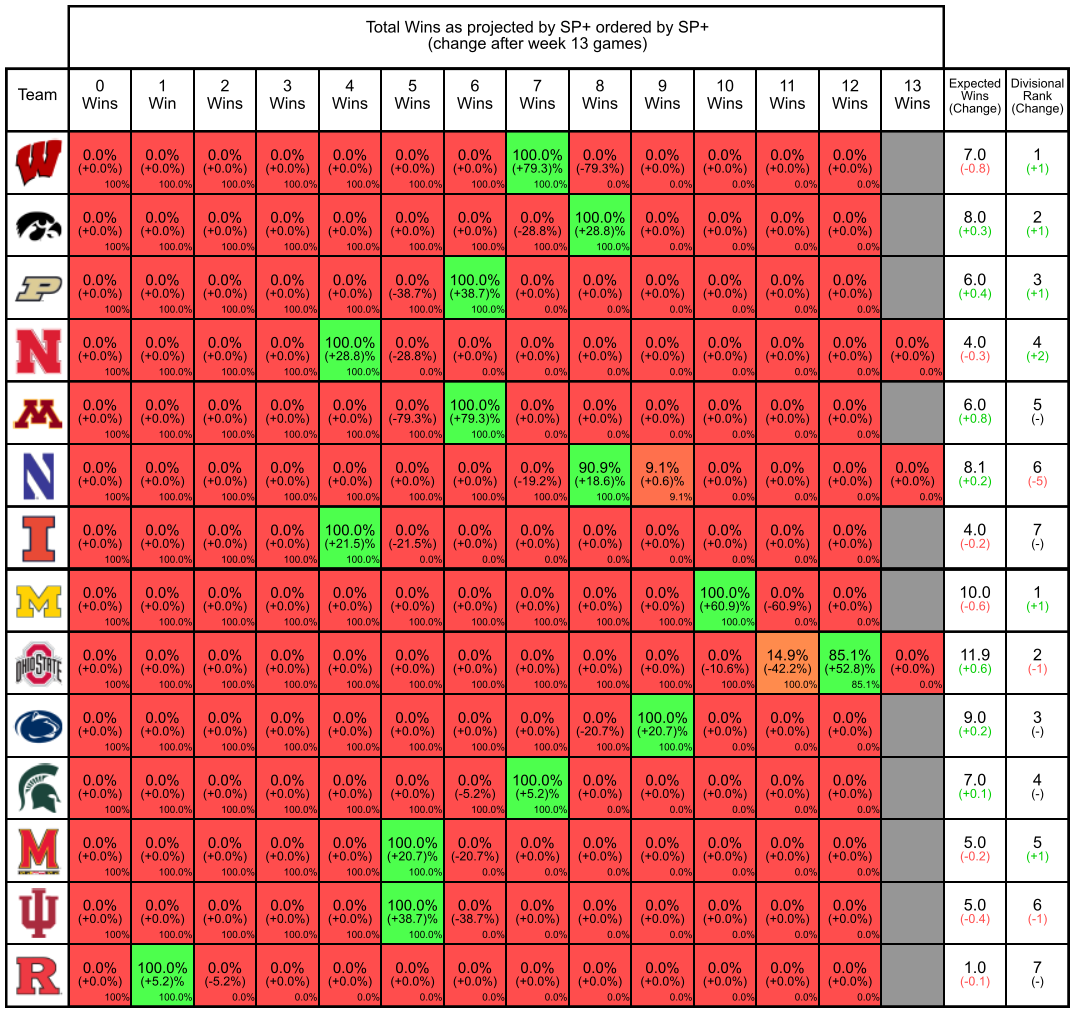 Total Wins as projected by SP+ ordered by SP+
(change after week 13 games)
Team 0 Wins 1 Win 2 Wins 3 Wins 4 Wins 5 Wins 6 Wins 7 Wins 8 Wins 9 Wins 10 Wins 11 Wins 12 Wins 13 Wins Expected Wins (Change) Divisional Rank (Change)
W 0.0% 0.0% 0.0% 0.0% 0.0% 0.0% 0.0% 100.0% 0.0% 0.0% 0.0% 0.0% 0.0% 7.0 1
(+0.0%) (+0.0%) (+0.0%) (+0.0%) (+0.0%) (+0.0%) (+0.0%) (+79.3)% (-79.3%) (+0.0%) (+0.0%) (+0.0%) (+0.0%) (-0.8) (+1)
100% 100.0% 100.0% 100.0% 100.0% 100.0% 100.0% 100.0% 0.0% 0.0% 0.0% 0.0% 0.0%
0.0% 0.0% 0.0% 0.0% 0.0% 0.0% 0.0% 0.0% 100.0% 0.0% 0.0% 0.0% 0.0% 8.0 2
(+0.0%) (+0.0%) (+0.0%) (+0.0%) (+0.0%) (+0.0%) (+0.0%) (-28.8%) (+28.8)% (+0.0%) (+0.0%) (+0.0%) (+0.0%) (+0.3) (+1)
100% 100.0% 100.0% 100.0% 100.0% 100.0% 100.0% 100.0% 100.0% 0.0% 0.0% 0.0% 0.0%
P 0.0% 0.0% 0.0% 0.0% 0.0% 0.0% 100.0% 0.0% 0.0% 0.0% 0.0% 0.0% 0.0% 6.0 3
(+0.0%) (+0.0%) (+0.0%) (+0.0%) (+0.0%) (-38.7%) (+38.7)% (+0.0%) (+0.0%) (+0.0%) (+0.0%) (+0.0%) (+0.0%) (+0.4) (+1)
100% 100.0% 100.0% 100.0% 100.0% 100.0% 100.0% 0.0% 0.0% 0.0% 0.0% 0.0% 0.0%
N 0.0% 0.0% 0.0% 0.0% 100.0% 0.0% 0.0% 0.0% 0.0% 0.0% 0.0% 0.0% 0.0% 0.0% 4.0 4
(+0.0%) (+0.0%) (+0.0%) (+0.0%) (+28.8)% (-28.8%) (+0.0%) (+0.0%) (+0.0%) (+0.0%) (+0.0%) (+0.0%) (+0.0%) (+0.0%) (-0.3) (+2)
100% 100.0% 100.0% 100.0% 100.0% 0.0% 0.0% 0.0% 0.0% 0.0% 0.0% 0.0% 0.0% 0.0%
M 0.0% 0.0% 0.0% 0.0% 0.0% 0.0% 100.0% 0.0% 0.0% 0.0% 0.0% 0.0% 0.0% 6.0 5
(+0.0%) (+0.0%) (+0.0%) (+0.0%) (+0.0%) (-79.3%) (+79.3)% (+0.0%) (+0.0%) (+0.0%) (+0.0%) (+0.0%) (+0.0%) (+0.8) (-)
100% 100.0% 100.0% 100.0% 100.0% 100.0% 100.0% 0.0% 0.0% 0.0% 0.0% 0.0% 0.0%
N 0.0% 0.0% 0.0% 0.0% 0.0% 0.0% 0.0% 0.0% 90.9% 9.1% 0.0% 0.0% 0.0% 0.0% 8.1 6
(+0.0%) (+0.0%) (+0.0%) (+0.0%) (+0.0%) (+0.0%) (+0.0%) (-19.2%) (+18.6)% (+0.6)% (+0.0%) (+0.0%) (+0.0%) (+0.0%) (+0.2) (-5)
100% 100.0% 100.0% 100.0% 100.0% 100.0% 100.0% 100.0% 100.0% 9.1% 0.0% 0.0% 0.0% 0.0%
I 0.0% 0.0% 0.0% 0.0% 100.0% 0.0% 0.0% 0.0% 0.0% 0.0% 0.0% 0.0% 0.0% 4.0 7
(+0.0%) (+0.0%) (+0.0%) (+0.0%) (+21.5)% (-21.5%) (+0.0%) (+0.0%) (+0.0%) (+0.0%) (+0.0%) (+0.0%) (+0.0%) (-0.2) (-)
100% 100.0% 100.0% 100.0% 100.0% 0.0% 0.0% 0.0% 0.0% 0.0% 0.0% 0.0% 0.0%
M 0.0% 0.0% 0.0% 0.0% 0.0% 0.0% 0.0% 0.0% 0.0% 0.0% 100.0% 0.0% 0.0% 10.0 1
(+0.0%) (+0.0%) (+0.0%) (+0.0%) (+0.0%) (+0.0%) (+0.0%) (+0.0%) (+0.0%) (+0.0%) (+60.9)% (-60.9%) (+0.0%) (-0.6) (+1)
100% 100.0% 100.0% 100.0% 100.0% 100.0% 100.0% 100.0% 100.0% 100.0% 100.0% 0.0% 0.0%
OHIO STATE 0.0% 0.0% 0.0% 0.0% 0.0% 0.0% 0.0% 0.0% 0.0% 0.0% 0.0% 14.9% 85.1% 0.0% 11.9 2
(+0.0%) (+0.0%) (+0.0%) (+0.0%) (+0.0%) (+0.0%) (+0.0%) (+0.0%) (+0.0%) (+0.0%) (-10.6%) (-42.2%) (+52.8)% (+0.0%) (+0.6) (-1)
100% 100.0% 100.0% 100.0% 100.0% 100.0% 100.0% 100.0% 100.0% 100.0% 100.0% 100.0% 85.1% 0.0%
0.0% 0.0% 0.0% 0.0% 0.0% 0.0% 0.0% 0.0% 0.0% 100.0% 0.0% 0.0% 0.0% 9.0 3
(+0.0%) (+0.0%) (+0.0%) (+0.0%) (+0.0%) (+0.0%) (+0.0%) (+0.0%) (-20.7%) (+20.7)% (+0.0%) (+0.0%) (+0.0%) (+0.2) (-)
100% 100.0% 100.0% 100.0% 100.0% 100.0% 100.0% 100.0% 100.0% 100.0% 0.0% 0.0% 0.0%
0.0% 0.0% 0.0% 0.0% 0.0% 0.0% 0.0% 100.0% 0.0% 0.0% 0.0% 0.0% 0.0% 7.0 4
(+0.0%) (+0.0%) (+0.0%) (+0.0%) (+0.0%) (+0.0%) (-5.2%) (+5.2)% (+0.0%) (+0.0%) (+0.0%) (+0.0%) (+0.0%) (+0.1) (-)
100% 100.0% 100.0% 100.0% 100.0% 100.0% 100.0% 100.0% 0.0% 0.0% 0.0% 0.0% 0.0%
M 0.0% 0.0% 0.0% 0.0% 0.0% 100.0% 0.0% 0.0% 0.0% 0.0% 0.0% 0.0% 0.0% 5.0 5
(+0.0%) (+0.0%) (+0.0%) (+0.0%) (+0.0%) (+20.7)% (-20.7%) (+0.0%) (+0.0%) (+0.0%) (+0.0%) (+0.0%) (+0.0%) (-0.2) (+1)
100% 100.0% 100.0% 100.0% 100.0% 100.0% 0.0% 0.0% 0.0% 0.0% 0.0% 0.0% 0.0%
0.0% 0.0% 0.0% 0.0% 0.0% 100.0% 0.0% 0.0% 0.0% 0.0% 0.0% 0.0% 0.0% 5.0 6
(+0.0%) (+0.0%) (+0.0%) (+0.0%) (+0.0%) (+38.7)% (-38.7%) (+0.0%) (+0.0%) (+0.0%) (+0.0%) (+0.0%) (+0.0%) (-0.4) (-1)
100% 100.0% 100.0% 100.0% 100.0% 100.0% 0.0% 0.0% 0.0% 0.0% 0.0% 0.0% 0.0%
R 0.0% 100.0% 0.0% 0.0% 0.0% 0.0% 0.0% 0.0% 0.0% 0.0% 0.0% 0.0% 0.0% 1.0 7
(+0.0%) (+5.2)% (-5.2%) (+0.0%) (+0.0%) (+0.0%) (+0.0%) (+0.0%) (+0.0%) (+0.0%) (+0.0%) (+0.0%) (+0.0%) (-0.1) (-)
100% 100.0% 0.0% 0.0% 0.0% 0.0% 0.0% 0.0% 0.0% 0.0% 0.0% 0.0% 0.0%